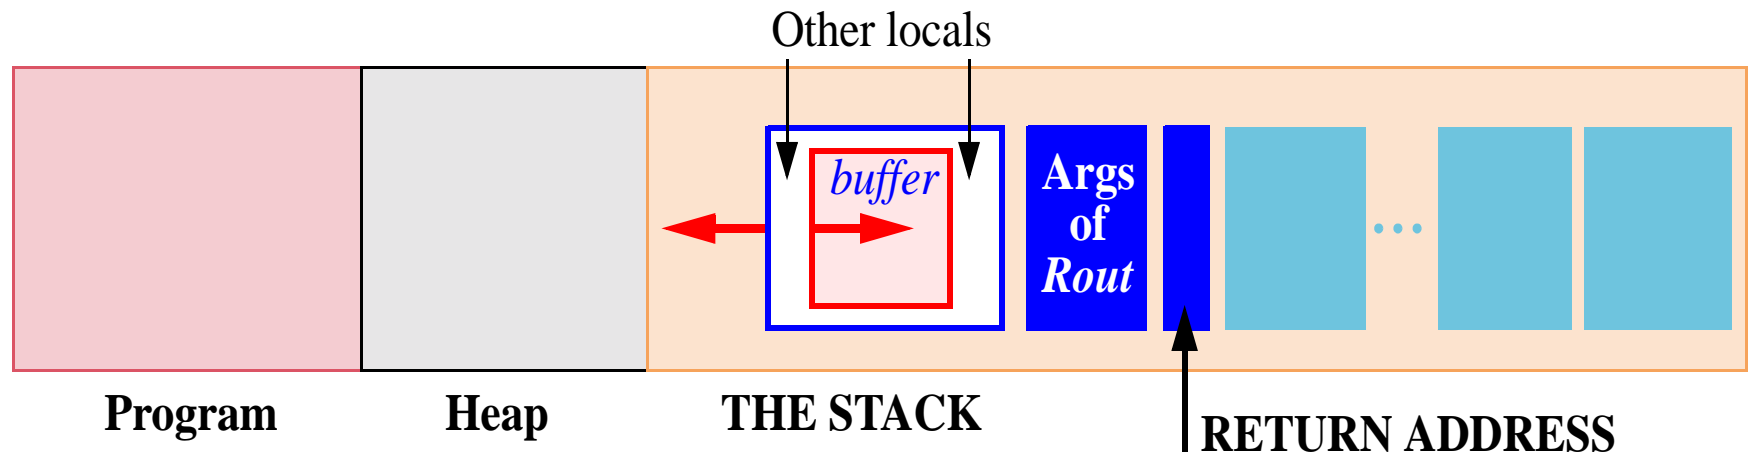 Other locals
buffer
Args
of
Rout
...
Program
Heap
THE STACK
RETURN ADDRESS